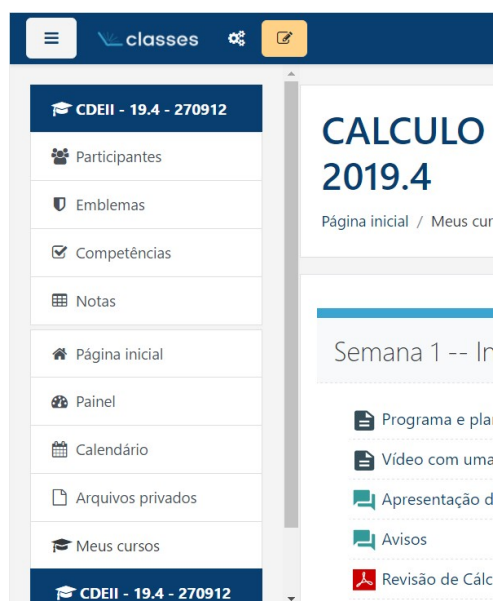 classes
CDEII - 19.4 - 270912
Participantes
Emblemas
Competências
Notas
Página inicial
Painel
Calendário
Arquivos privados
Meus cursos
CDEII - 19.4 - 270912
CALCULO
2019.4
Página inicial / Meus cur
Semana 1 -- In
Programa e pla
Vídeo com uma
Apresentação d
Avisos
Revisão de Cálc